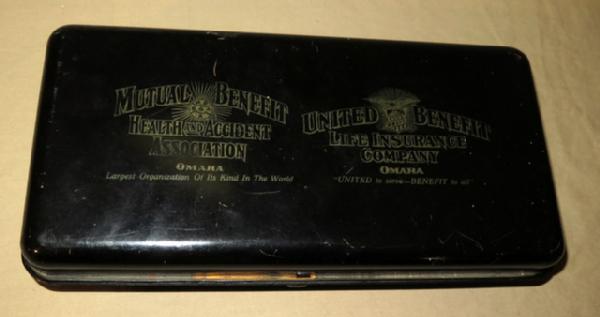 MUTUAL BENEFIT
HEALTH AND ACCIDENT
ASSOCIATION
OMAHA
Largest Organization Of Its Kind In The World
UNITED BENEFIT
LIFE INSURANCE
COMPANY
OMAHA
"UNITED to serve—BENEFIT to all"